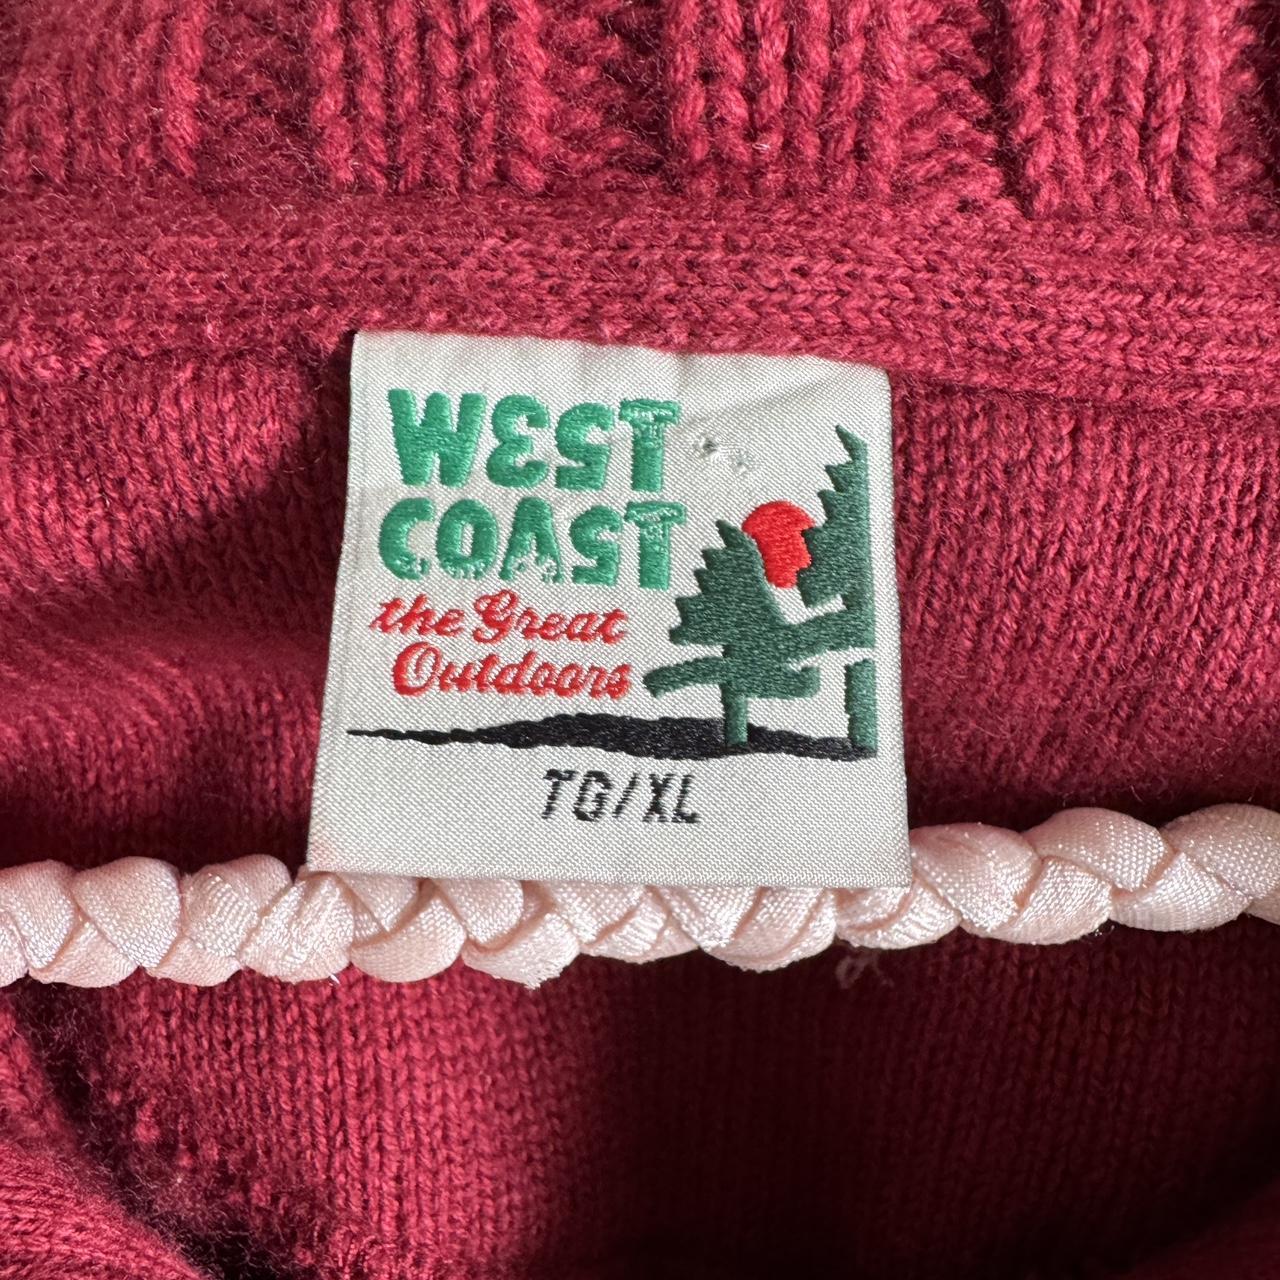 WEST
COAST
the Great
Outdoors
TG/XL